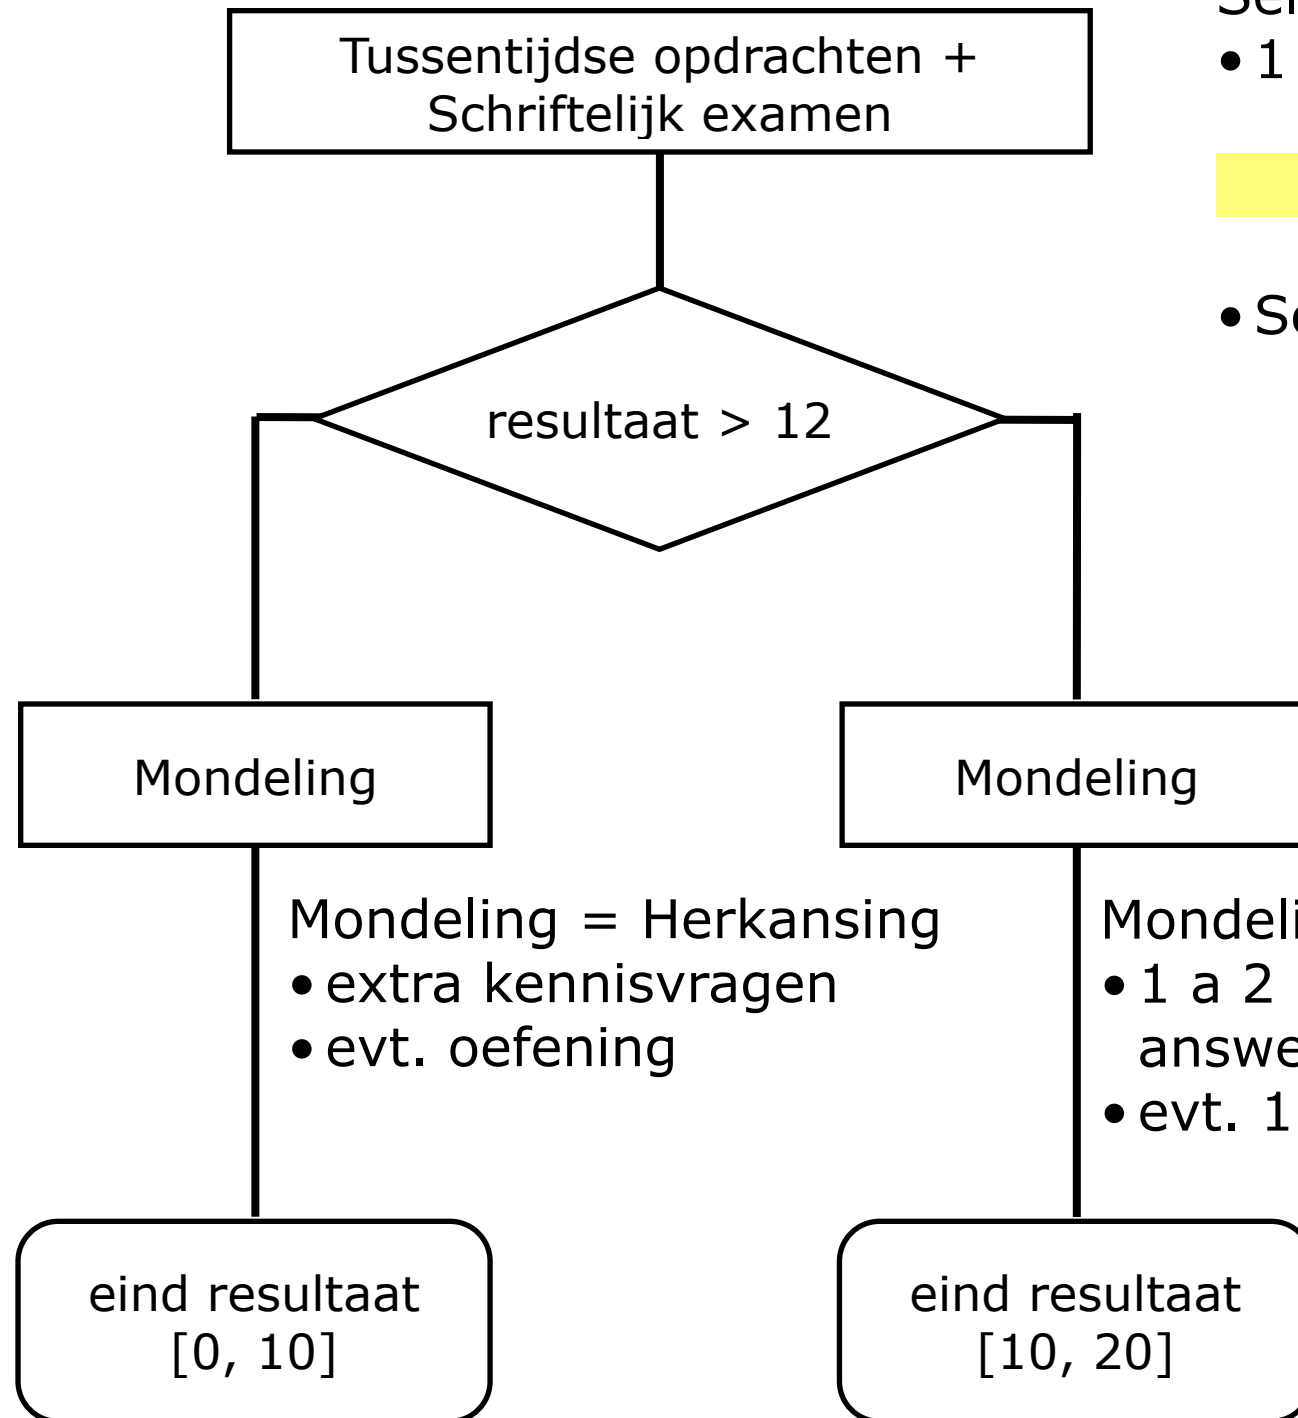 Tussentijdse opdrachten +
Schriftelijk examen
• 1
resultaat > 12
Mondeling
Mondeling
Mondeling = Herkansing
• extra kennisvragen
• evt. oefening
• 1 a 2
• evt. 1
eind resultaat
[0, 10]
eind resultaat
[10, 20]